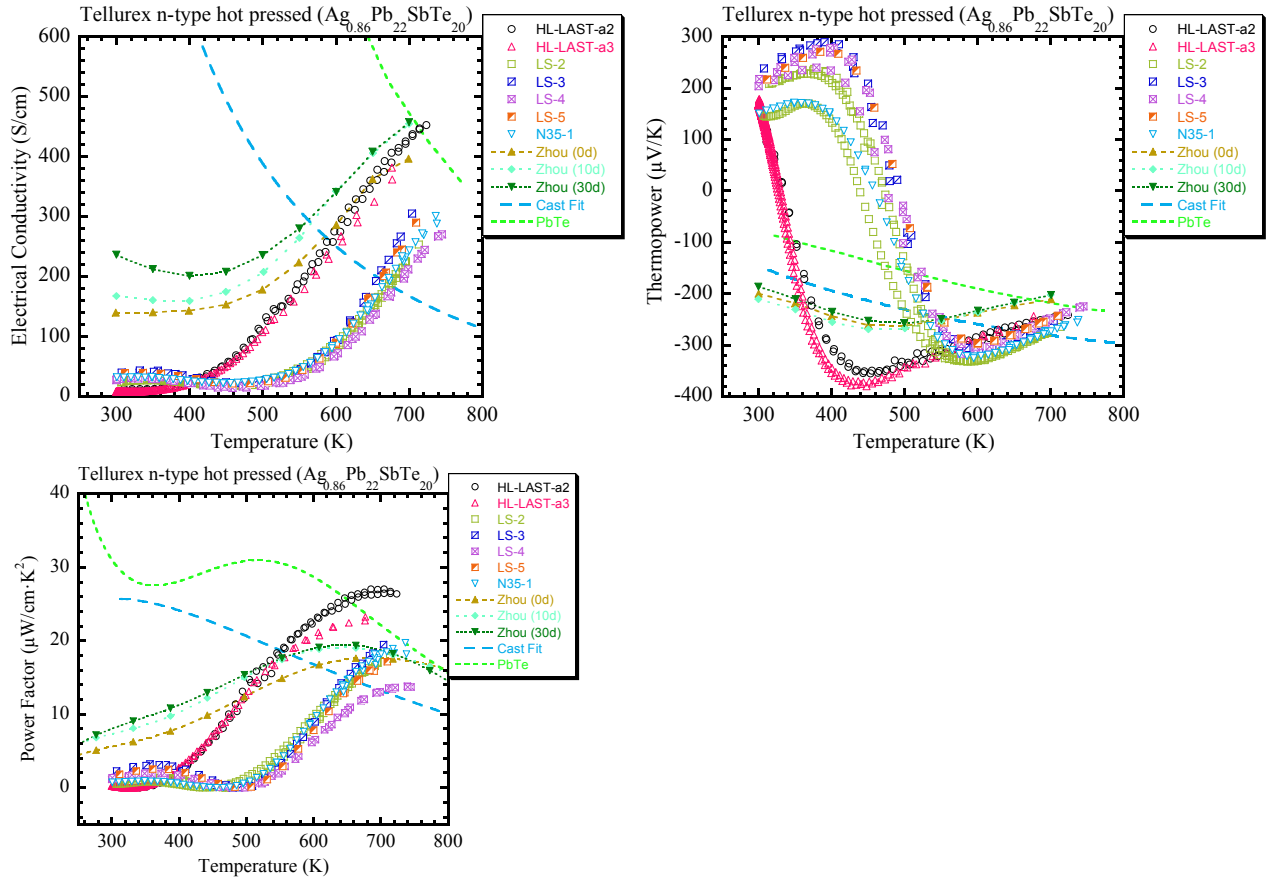 Tellurex n-type hot pressed (Ag0.86Pb22SbTe20)
600
500
400
300
200
100
0
Electrical Conductivity (S/cm)
300 400 500 600 700 800
Temperature (K)
HL-LAST-a2
HL-LAST-a3
LS-2
LS-3
LS-4
LS-5
N35-1
Zhou (0d)
Zhou (10d)
Zhou (30d)
Cast Fit
PbTe
Tellurex n-type hot pressed (Ag0.86Pb22SbTe20)
300
200
100
0
-100
-200
-300
-400
Thermopower (µV/K)
300 400 500 600 700 800
Temperature (K)
HL-LAST-a2
HL-LAST-a3
LS-2
LS-3
LS-4
LS-5
N35-1
Zhou (0d)
Zhou (10d)
Zhou (30d)
Cast Fit
PbTe
Tellurex n-type hot pressed (Ag0.86Pb22SbTe20)
40
30
20
10
0
Power Factor (µW/cm·K2)
300 400 500 600 700 800
Temperature (K)
HL-LAST-a2
HL-LAST-a3
LS-2
LS-3
LS-4
LS-5
N35-1
Zhou (0d)
Zhou (10d)
Zhou (30d)
Cast Fit
PbTe